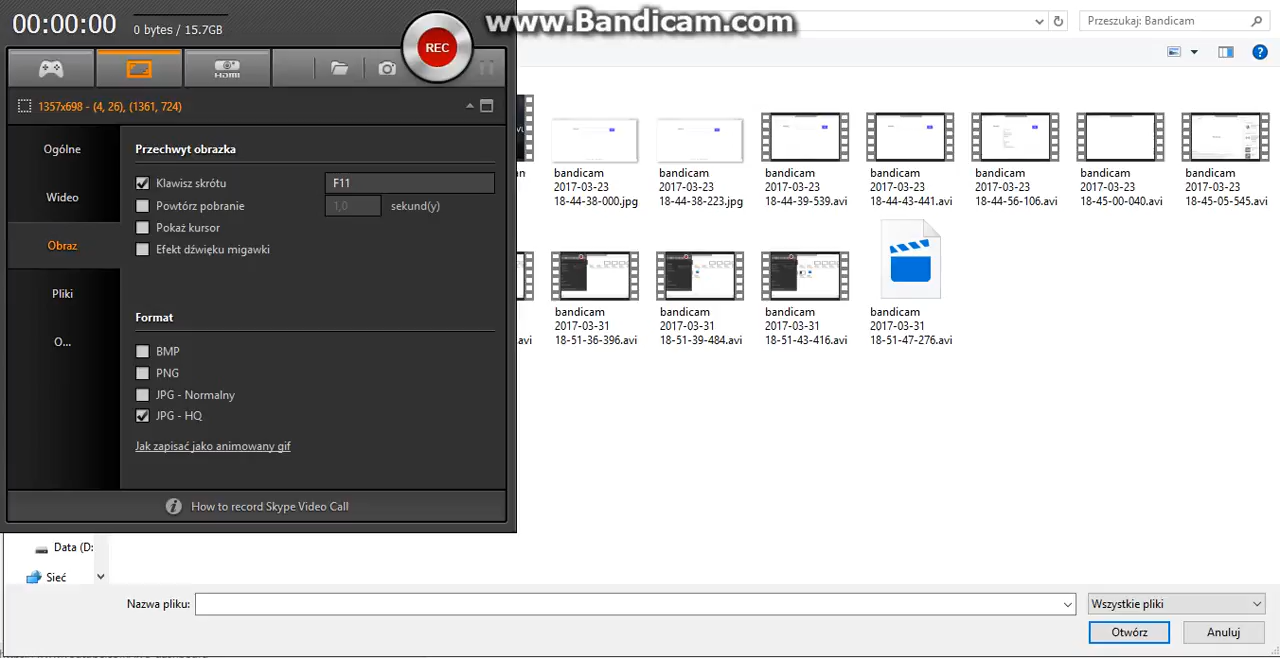 00:00:00
0 bytes / 15.7GB
REC
www.Bandicam.com
Przeszukaj: Bandicam
HDMI
1357x698 - (4, 26), (1361, 724)
Ogólne
Wideo
Obraz
Pliki
O...
Przechwyt obrazka
Klawisz skrótu
F11
Powtórz pobranie
1,0
sekund(y)
Pokaż kursor
Efekt dźwięku migawki
Format
BMP
PNG
JPG - Normalny
JPG - HQ
Jak zapisać jako animowany gif
How to record Skype Video Call
bandicam
2017-03-23
18-44-38-000.jpg
bandicam
2017-03-23
18-44-38-223.jpg
bandicam
2017-03-23
18-44-39-539.avi
bandicam
2017-03-23
18-44-43-441.avi
bandicam
2017-03-23
18-44-56-106.avi
bandicam
2017-03-23
18-45-00-040.avi
bandicam
2017-03-23
18-45-05-545.avi
.avi
bandicam
2017-03-31
18-51-36-396.avi
bandicam
2017-03-31
18-51-39-484.avi
bandicam
2017-03-31
18-51-43-416.avi
bandicam
2017-03-31
18-51-47-276.avi
Data (D:
Sieć
Nazwa pliku:
Wszystkie pliki
Otwórz
Anuluj